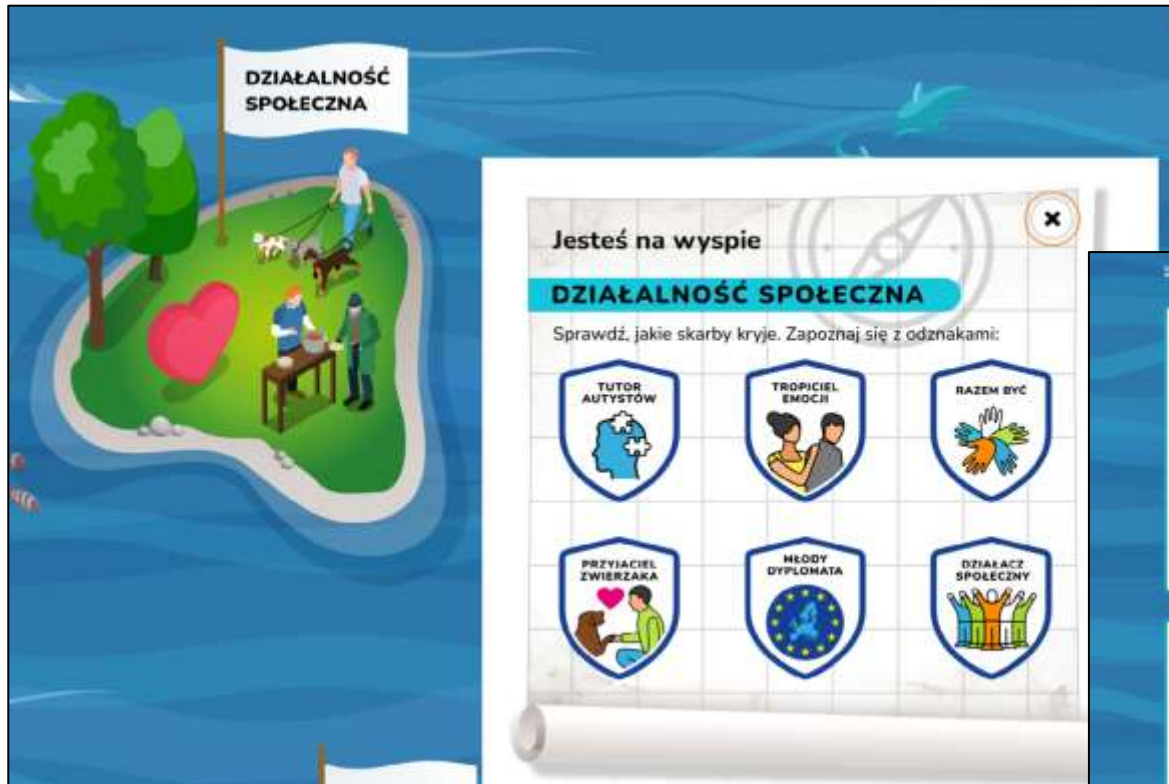 DZIAŁALNOŚĆ
SPOŁECZNA
Jesteś na wyspie
DZIAŁALNOŚĆ SPOŁECZNA
Sprawdź, jakie skarby kryje. Zapoznaj się z odznakami:
TUTOR
AUTYSTÓW
TROPICIEL
EMOCJI
RAZEM BYĆ
PRZYJACIEL
ZWIERZAKA
MŁODY
DYPLOMATA
DZIAŁACZ
SPOŁECZNY